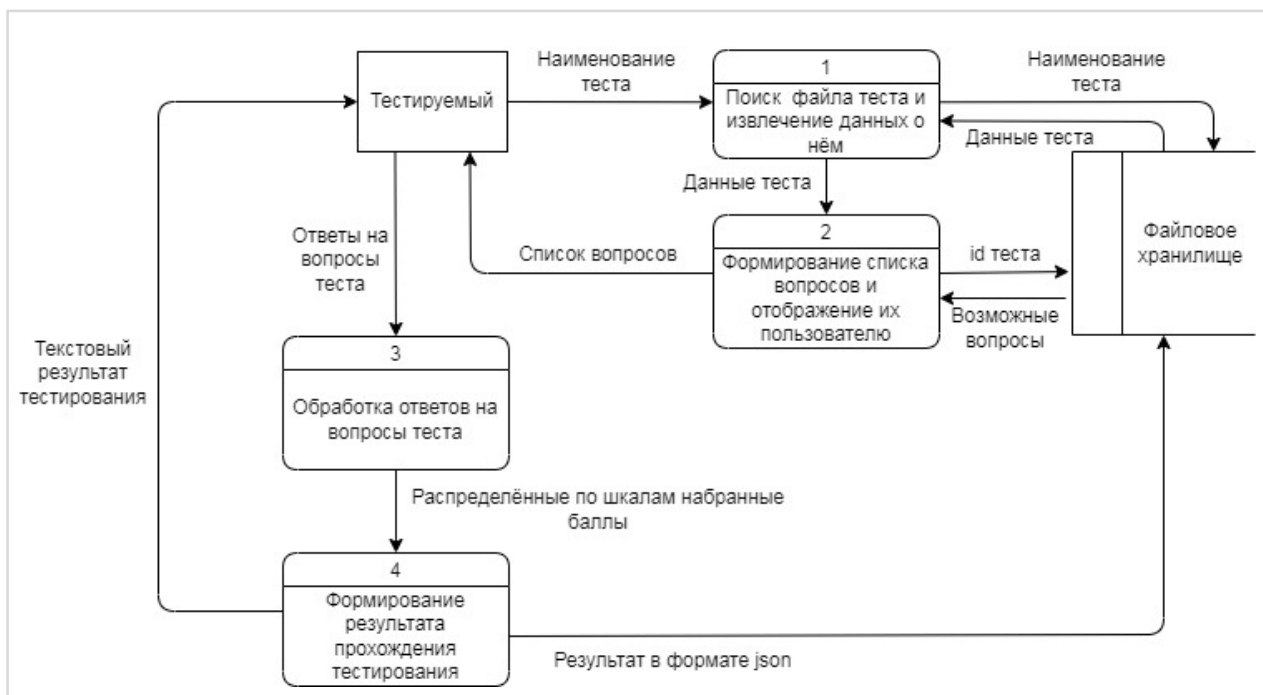 Тестируемый
Наименование
теста
1
Поиск файла теста и
извлечение данных о
нём
Наименование
теста
Данные теста
Данные теста
Файловое
хранилище
2
Формирование списка
вопросов и
отображение их
пользователю
id теста
Возможные
вопросы
Список вопросов
Ответы на
вопросы
теста
3
Обработка ответов на
вопросы теста
Текстовый
результат
тестирования
Распределённые по шкалам набранные
баллы
4
Формирование
результата
прохождения
тестирования
Результат в формате json